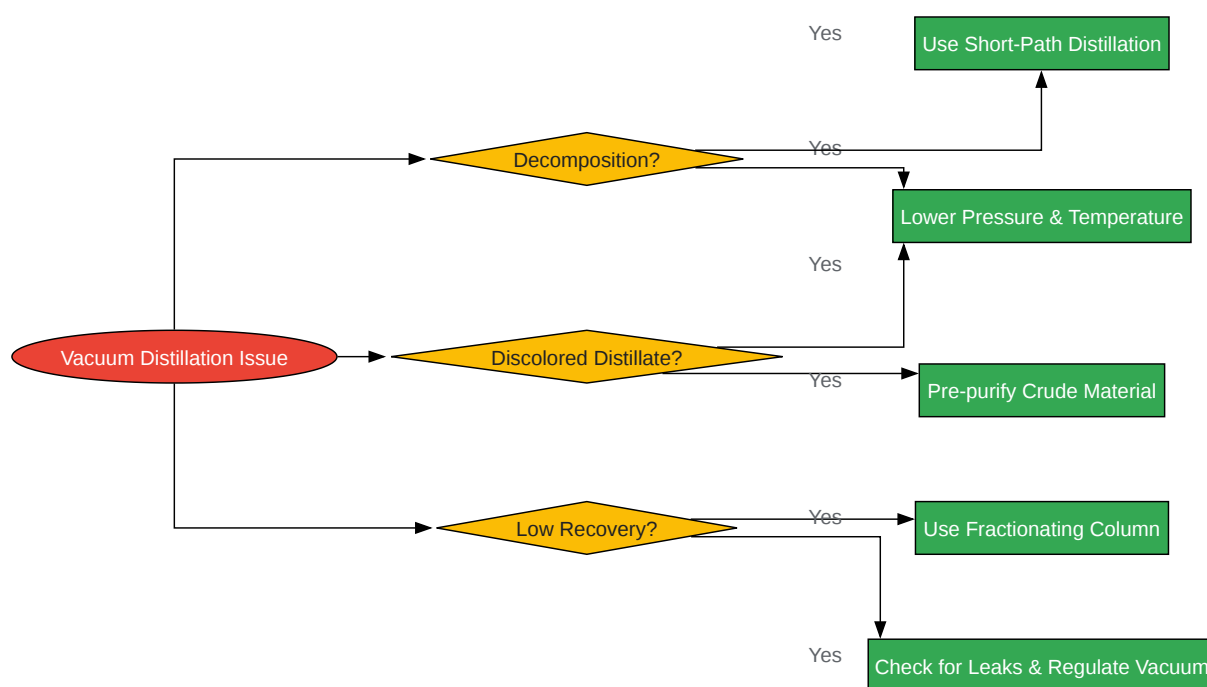 Yes
Use Short-Path Distillation
Decomposition?
Yes
Lower Pressure & Temperature
Yes
Vacuum Distillation Issue
Discolored Distillate?
Yes
Pre-purify Crude Material
Low Recovery?
Yes
Use Fractionating Column
Yes
Check for Leaks & Regulate Vacuum